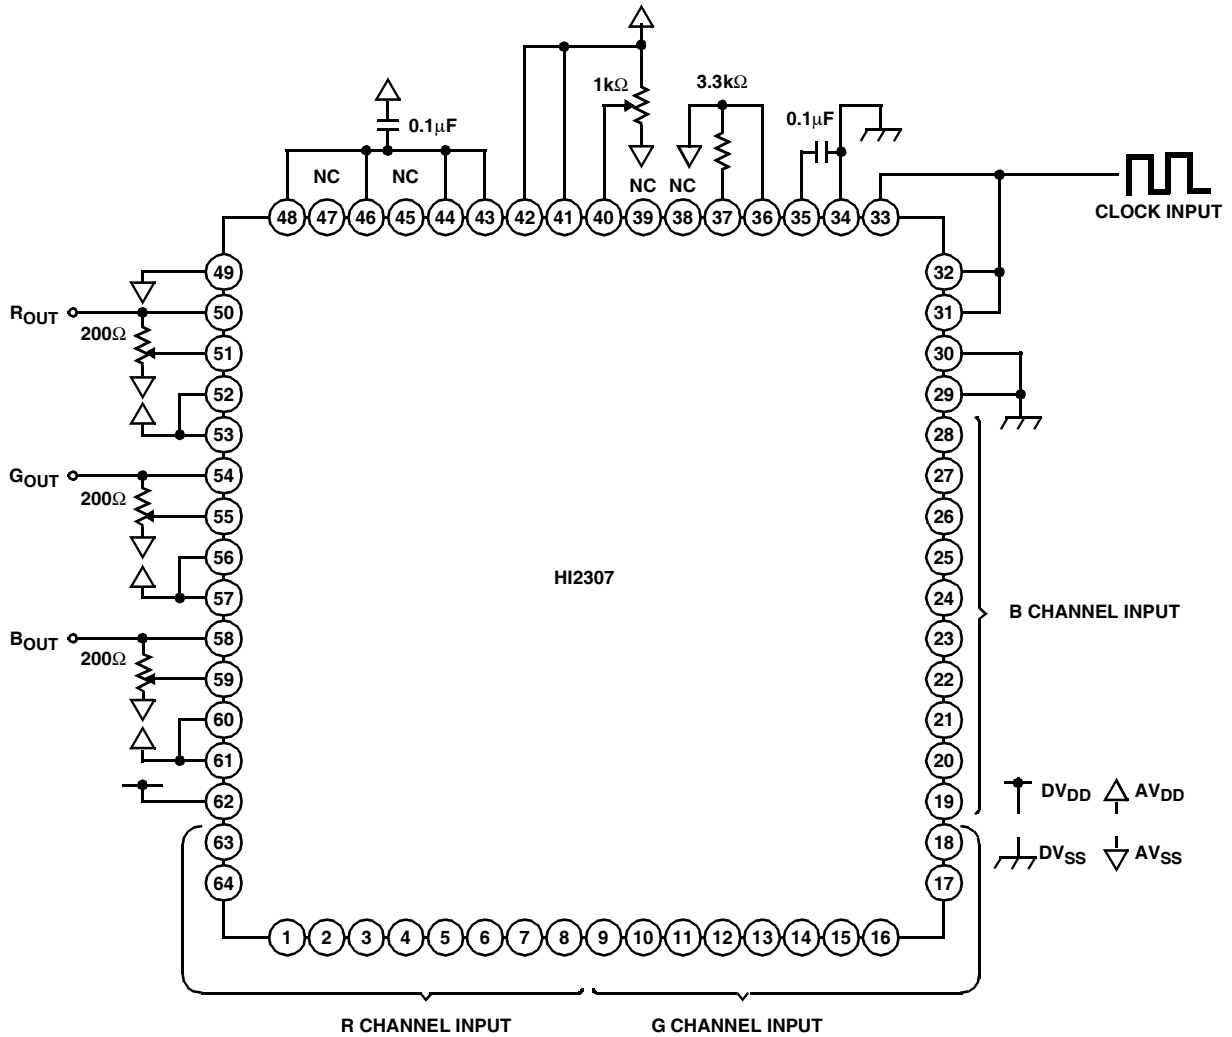 1kΩ
3.3kΩ
0.1μF
0.1μF
NC
NC
NC
NC
48 47 46 45 44 43 42 41 40 39 38 37 36 35 34 33
CLOCK INPUT
49
50
51
52
53
54
55
56
57
58
59
60
61
62
63
64
ROUT
200Ω
GOUT
200Ω
BOUT
200Ω
HI2307
32
31
30
29
28
27
26
25
24
23
22
21
20
19
18
17
B CHANNEL INPUT
DVDD
AVDD
DVSS
AVSS
1 2 3 4 5 6 7 8 9 10 11 12 13 14 15 16
R CHANNEL INPUT
G CHANNEL INPUT